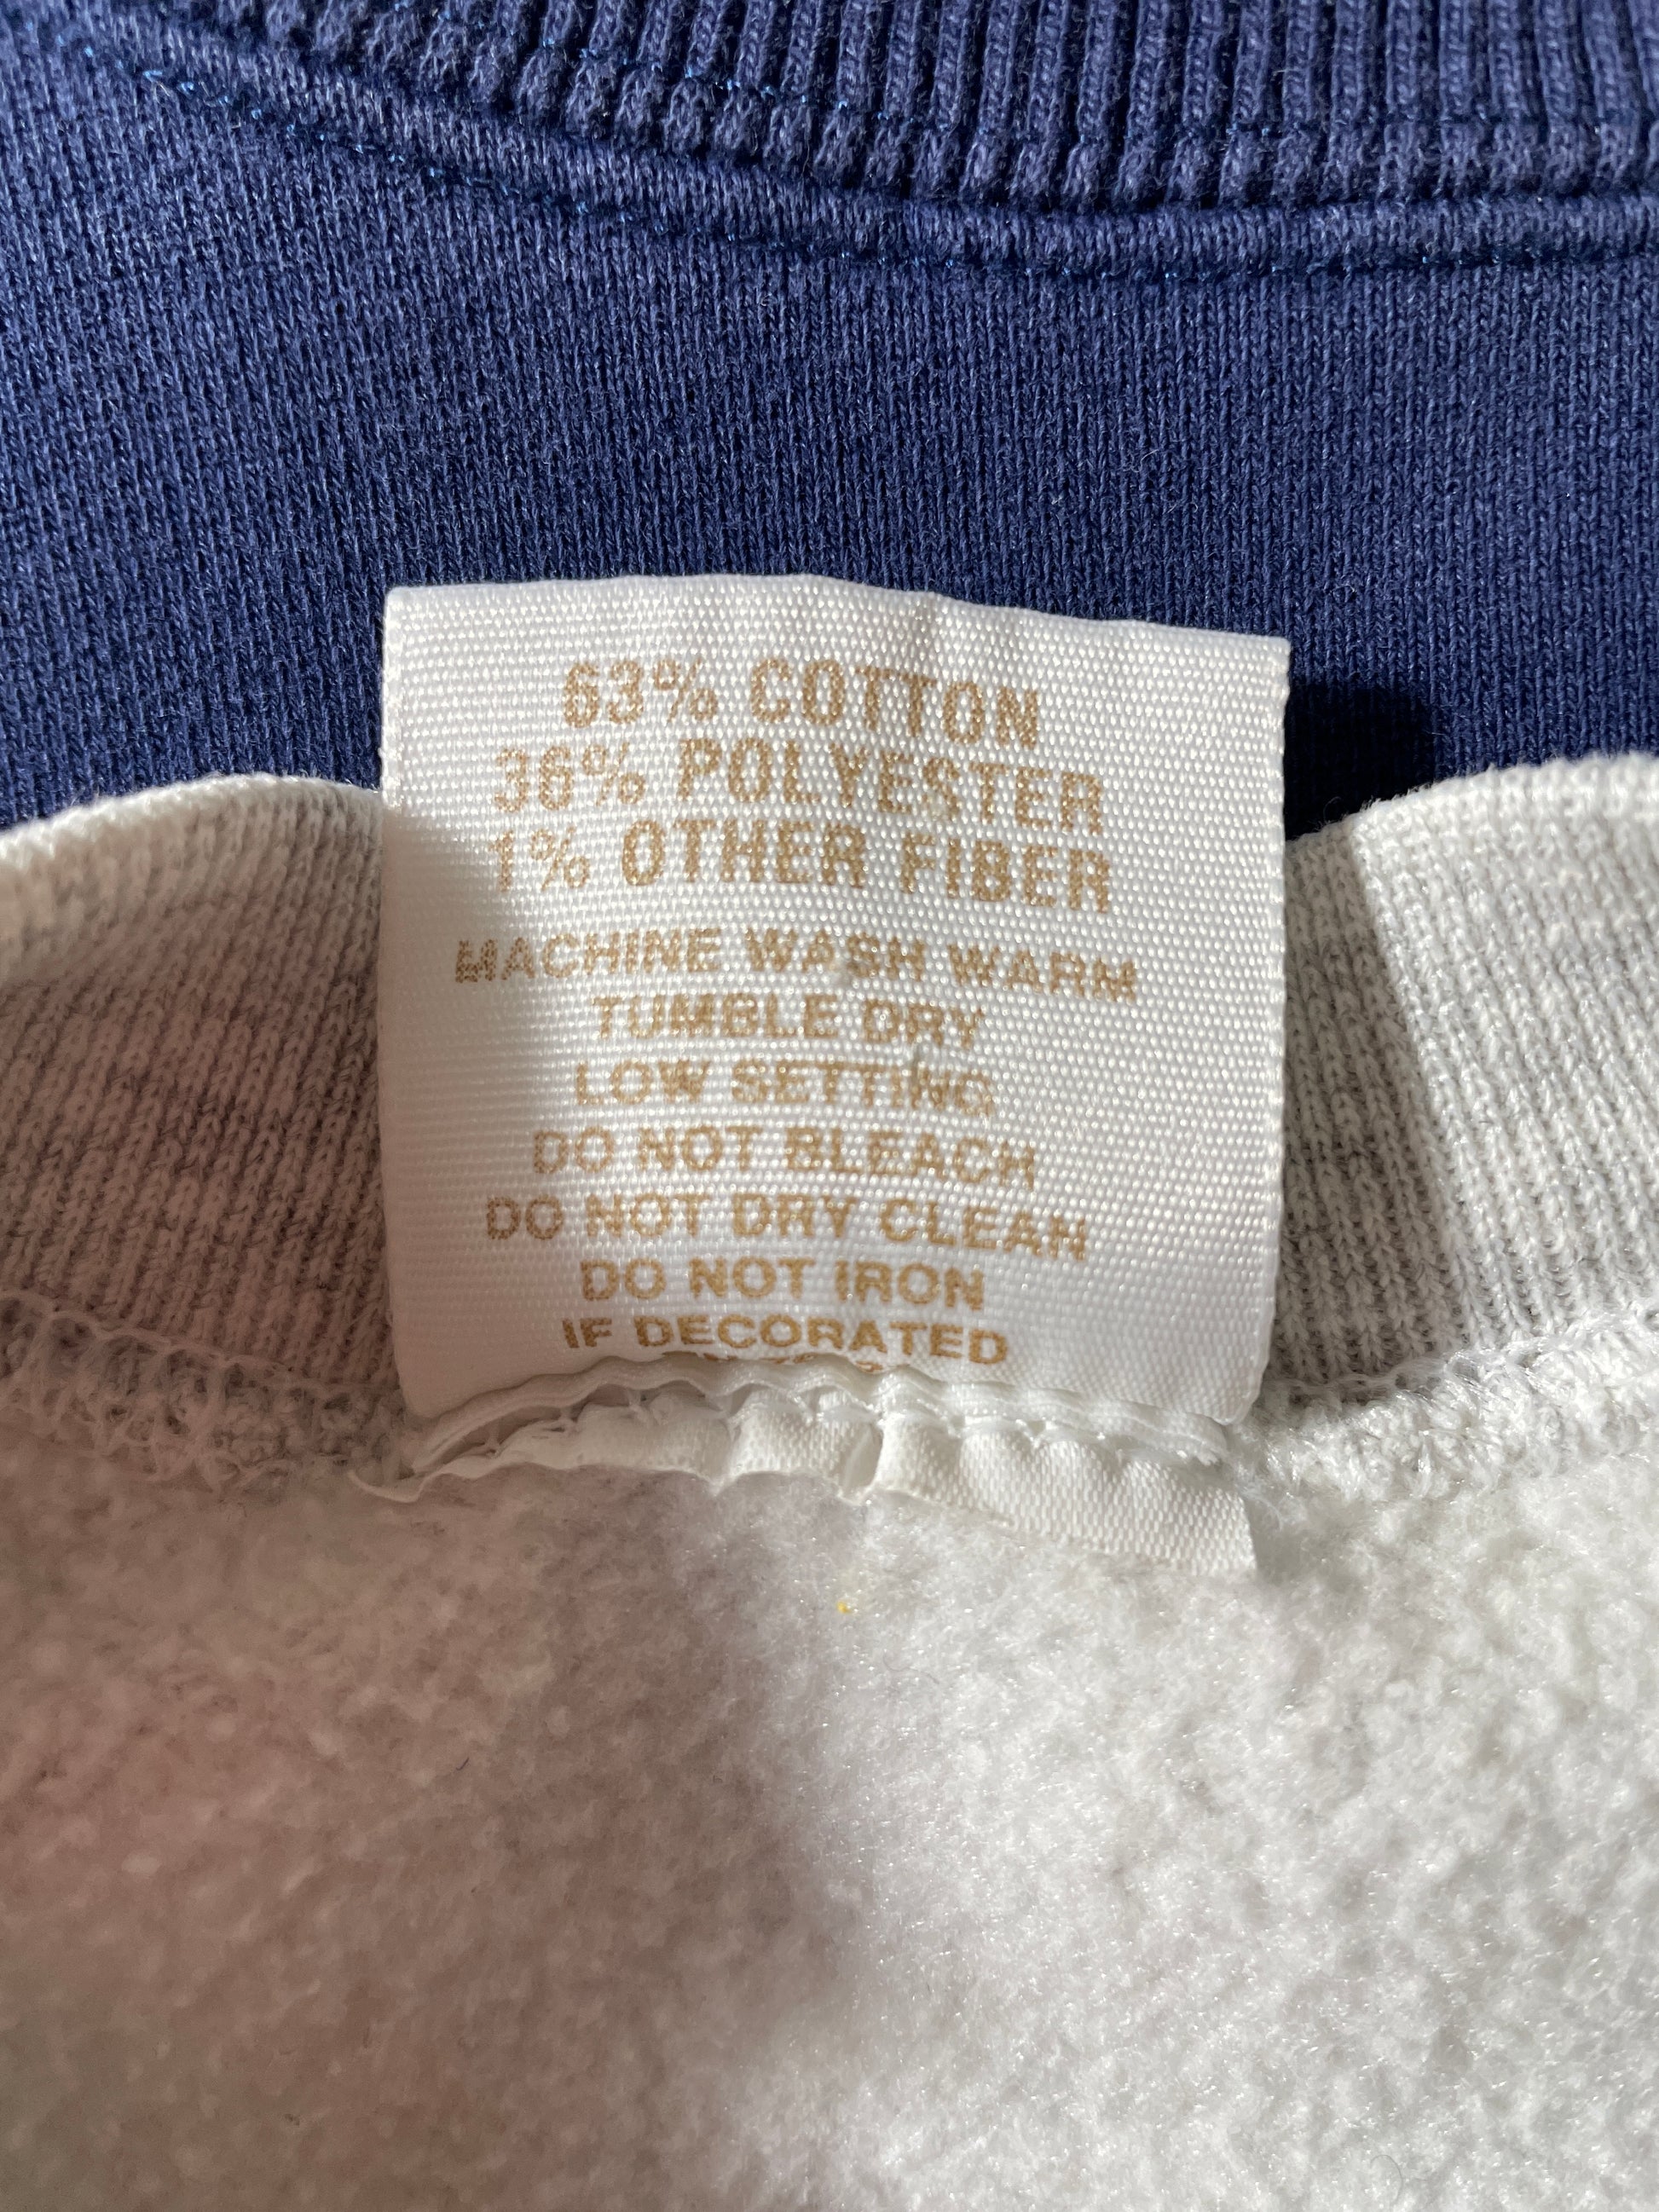 63% COTTON
36% POLYESTER
1% OTHER FIBER
MACHINE WASH WARM
TUMBLE DRY
LOW SETTING
DO NOT BLEACH
DO NOT DRY CLEAN
DO NOT IRON
IF DECORATED